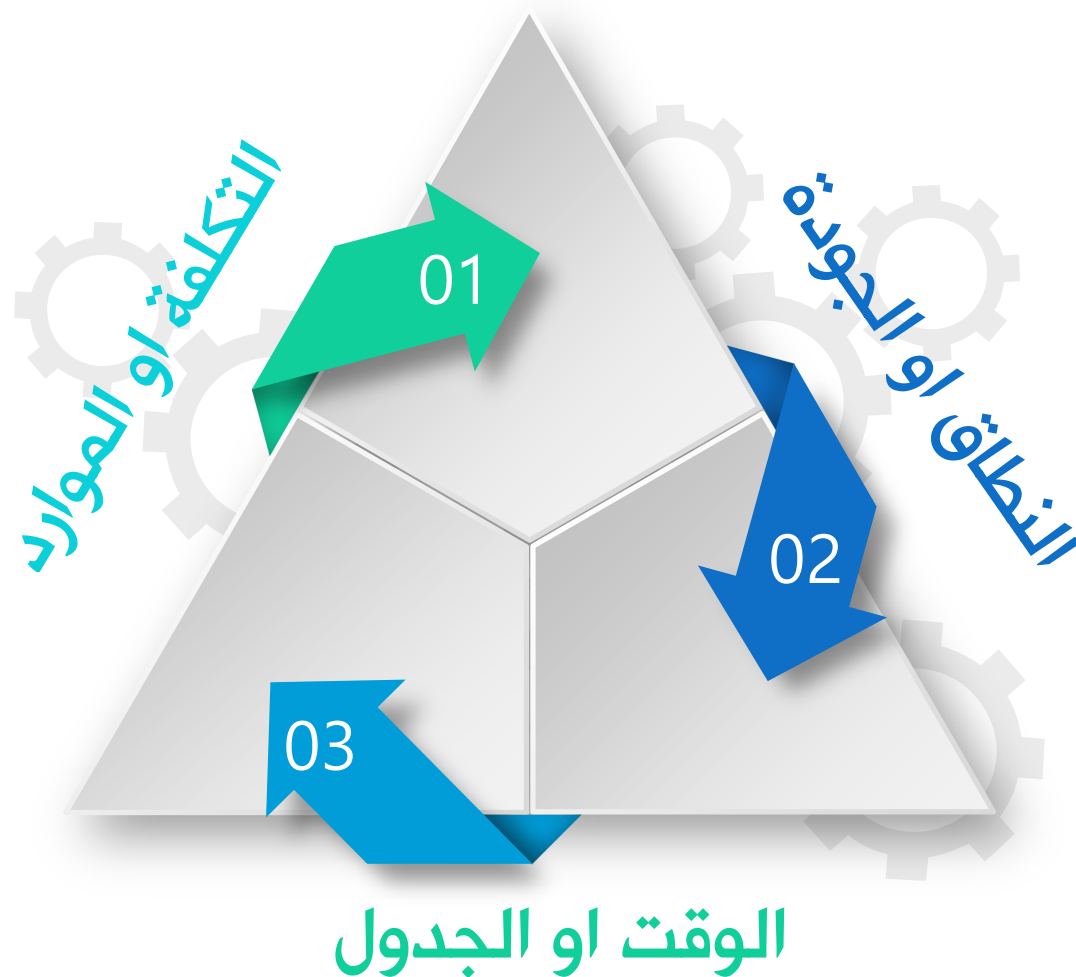 التكلفة او الموارد
01
النطاق او الجودة
02
03
الوقت او الجدول